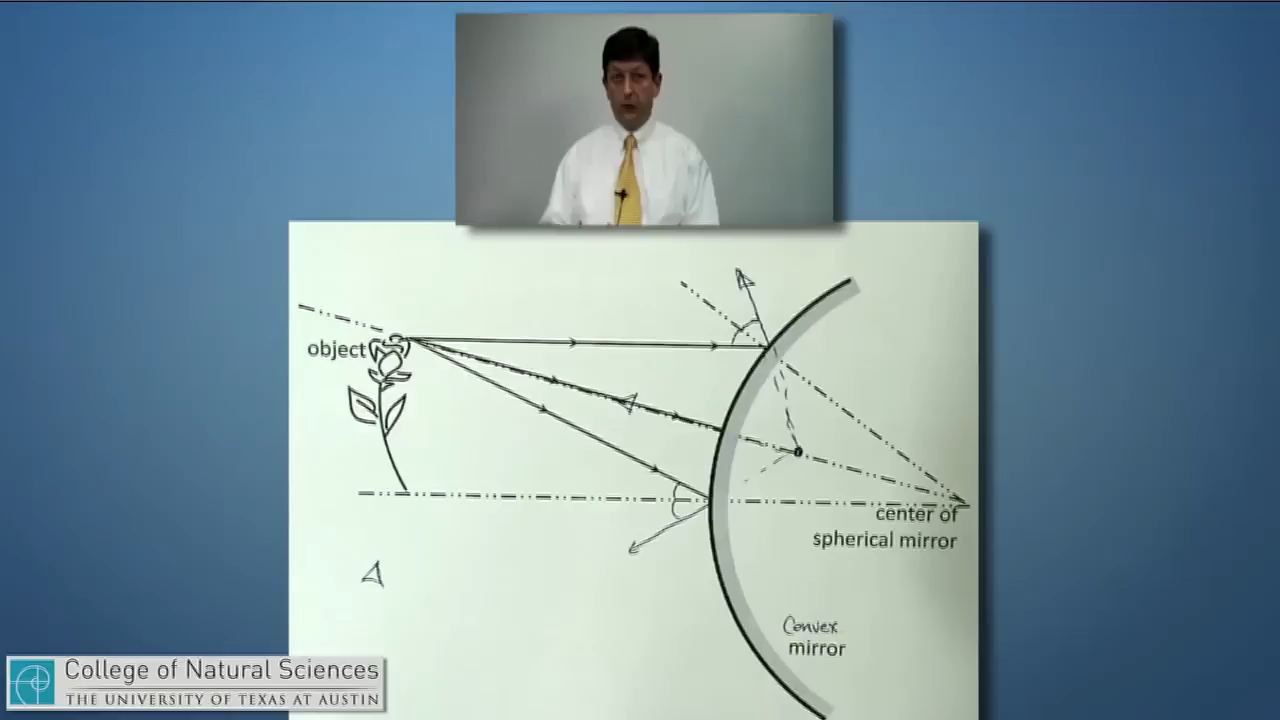 object
center of
spherical mirror
Convex
mirror
College of Natural Sciences
THE UNIVERSITY OF TEXAS AT AUSTIN